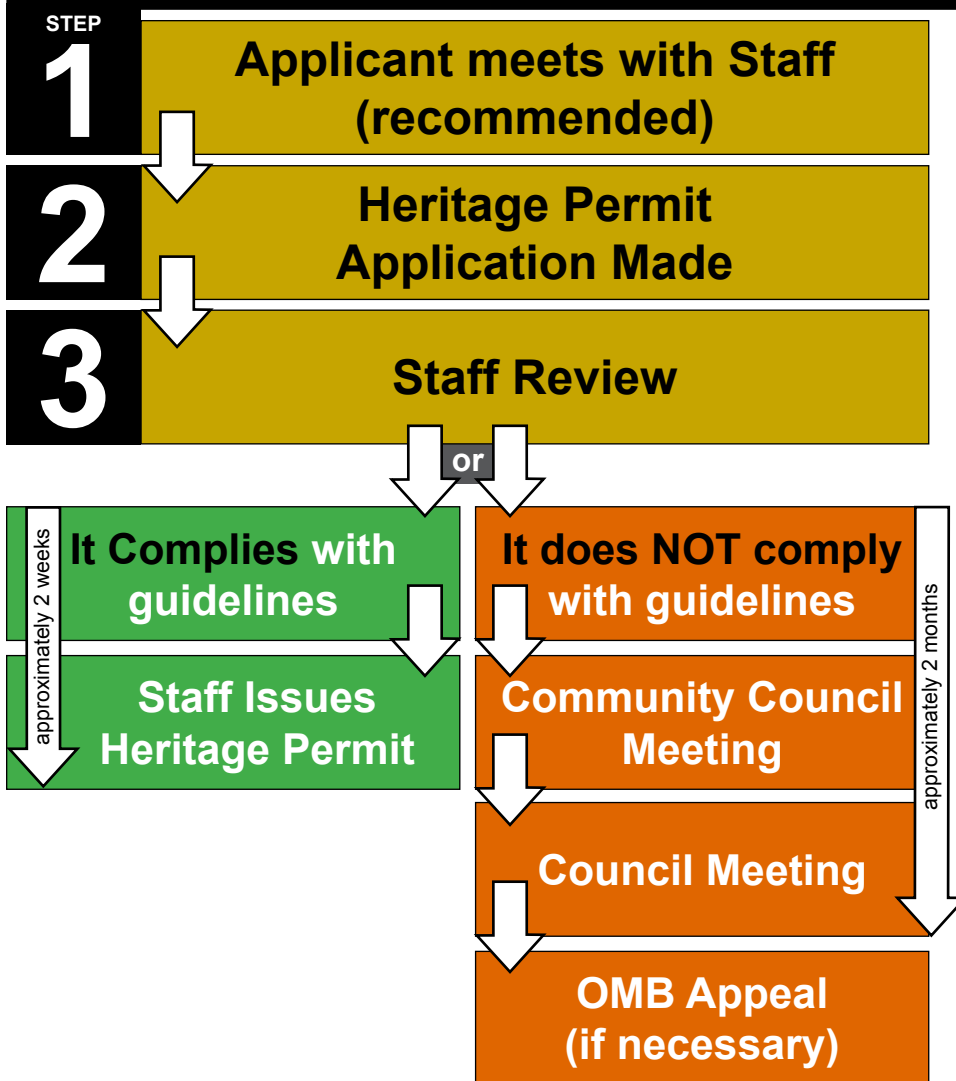 STEP
1
Applicant meets with Staff
(recommended)
2
Heritage Permit
Application Made
3
Staff Review
or
approximately 2 weeks
It Complies with
guidelines
Staff Issues
Heritage Permit
It does NOT comply
with guidelines
Community Council
Meeting
Council Meeting
OMB Appeal
(if necessary)
approximately 2 months